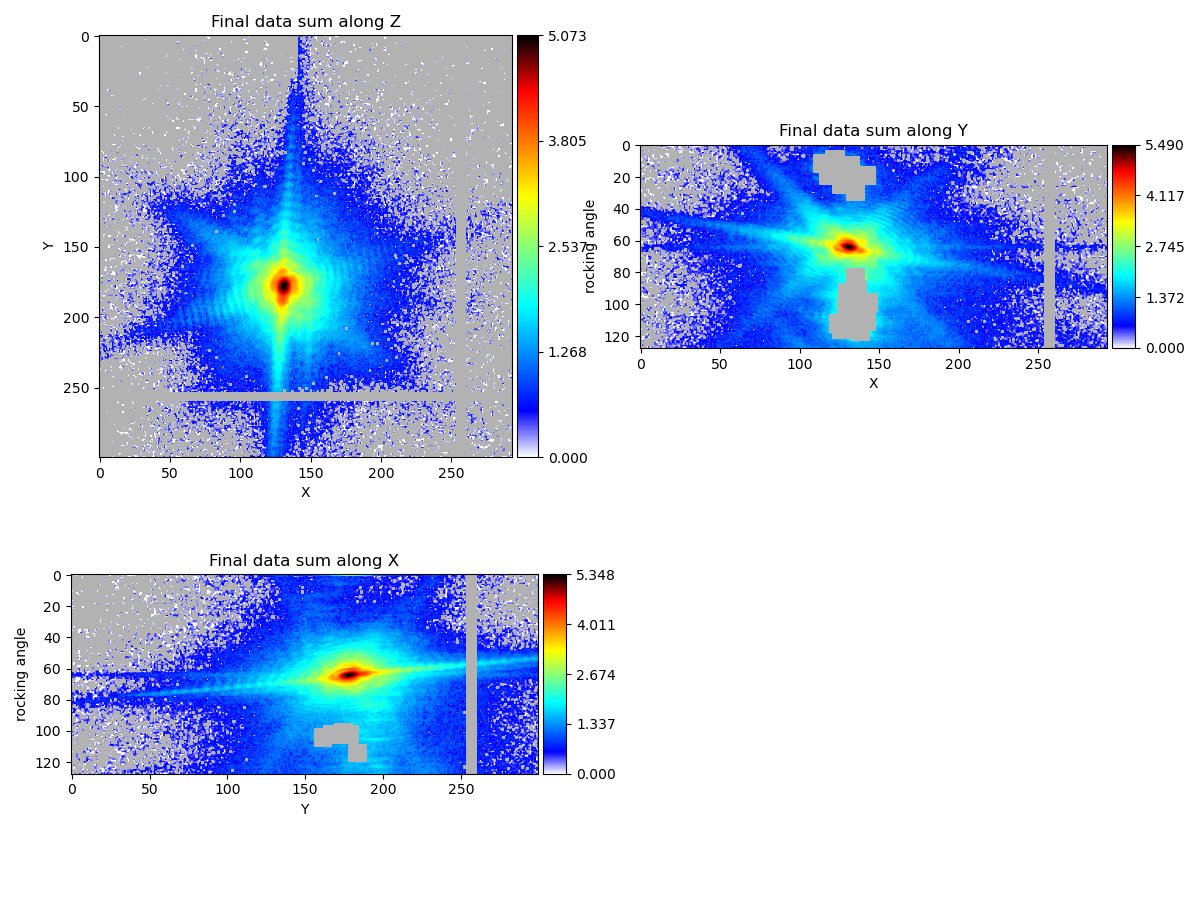 Final data sum along Z
0
50
100
150
200
250
Y
0 50 100 150 200 250
X
5.073
3.805
2.537
1.268
0.000
Final data sum along Y
0
20
40
60
80
100
120
rocking angle
0 50 100 150 200 250
X
5.490
4.117
2.745
1.372
0.000
Final data sum along X
0
20
40
60
80
100
120
rocking angle
0 50 100 150 200 250
Y
5.348
4.011
2.674
1.337
0.000